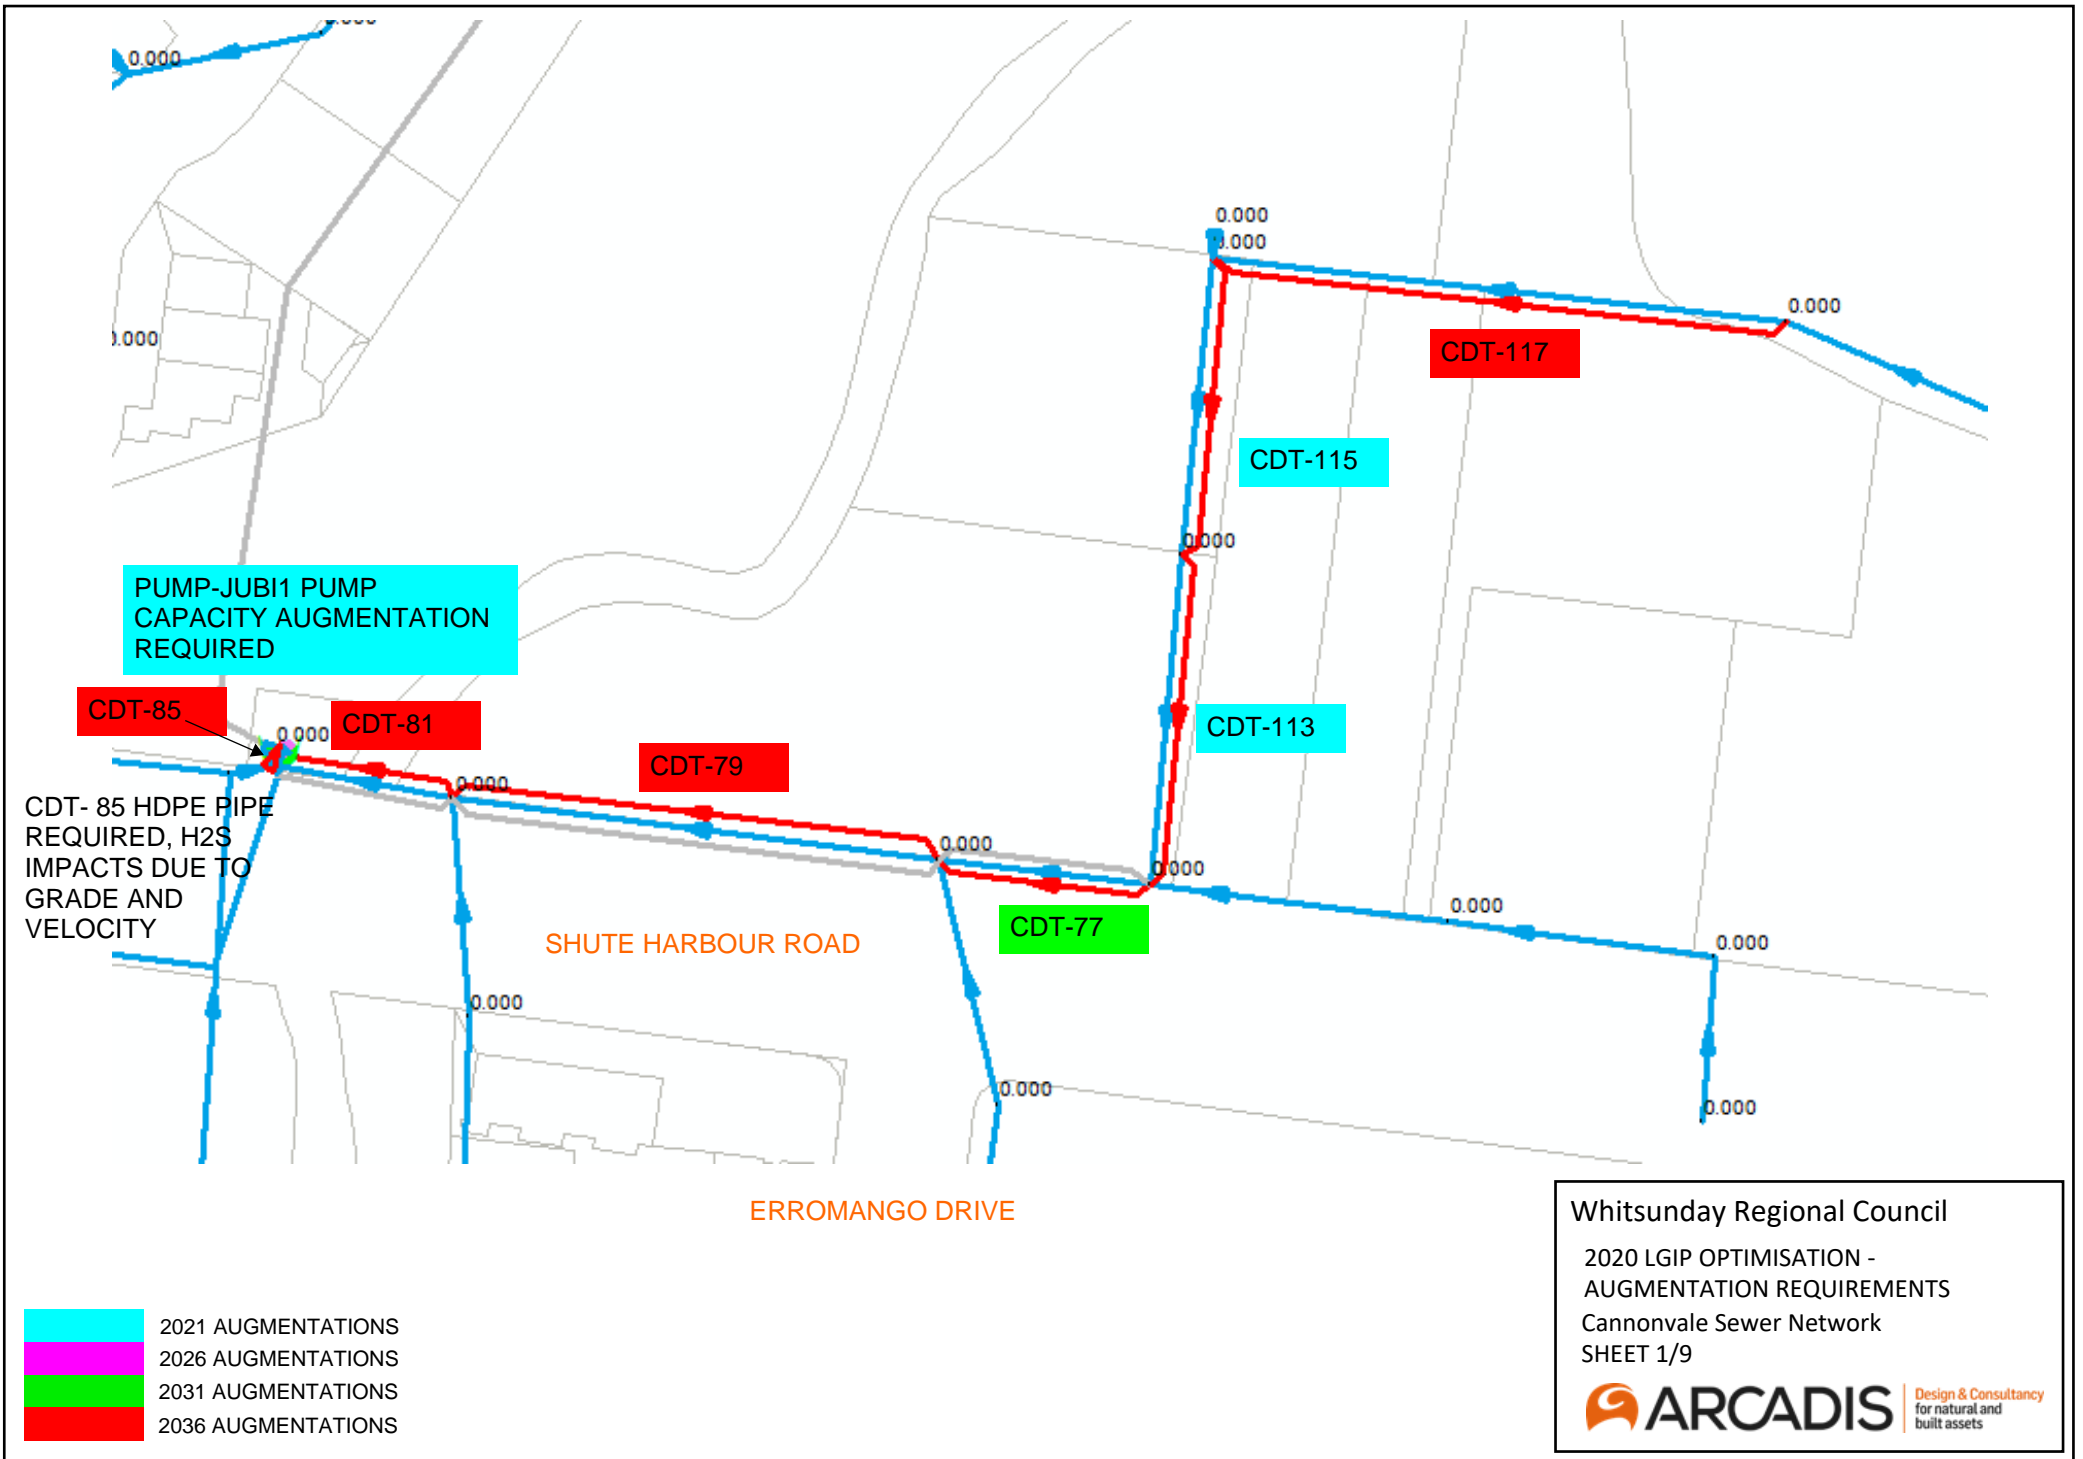 0.000
0.000
0.000
0.000
0.000
0.000
CDT-117
CDT-115
0.000
PUMP-JUBI1 PUMP
CAPACITY AUGMENTATION
REQUIRED
CDT-85
CDT-81
0.000
CDT-113
CDT-79
0.000
CDT- 85 HDPE PIPE
REQUIRED, H2S
IMPACTS DUE TO
GRADE AND
VELOCITY
0.000
0.000
CDT-77
0.000
0.000
SHUTE HARBOUR ROAD
0.000
0.000
0.000
ERROMANGO DRIVE
2021 AUGMENTATIONS
2026 AUGMENTATIONS
2031 AUGMENTATIONS
2036 AUGMENTATIONS
Whitsunday Regional Council
2020 LGIP OPTIMISATION -
AUGMENTATION REQUIREMENTS
Cannonvale Sewer Network
SHEET 1/9
ARCADIS
Design & Consultancy
for natural and
built assets